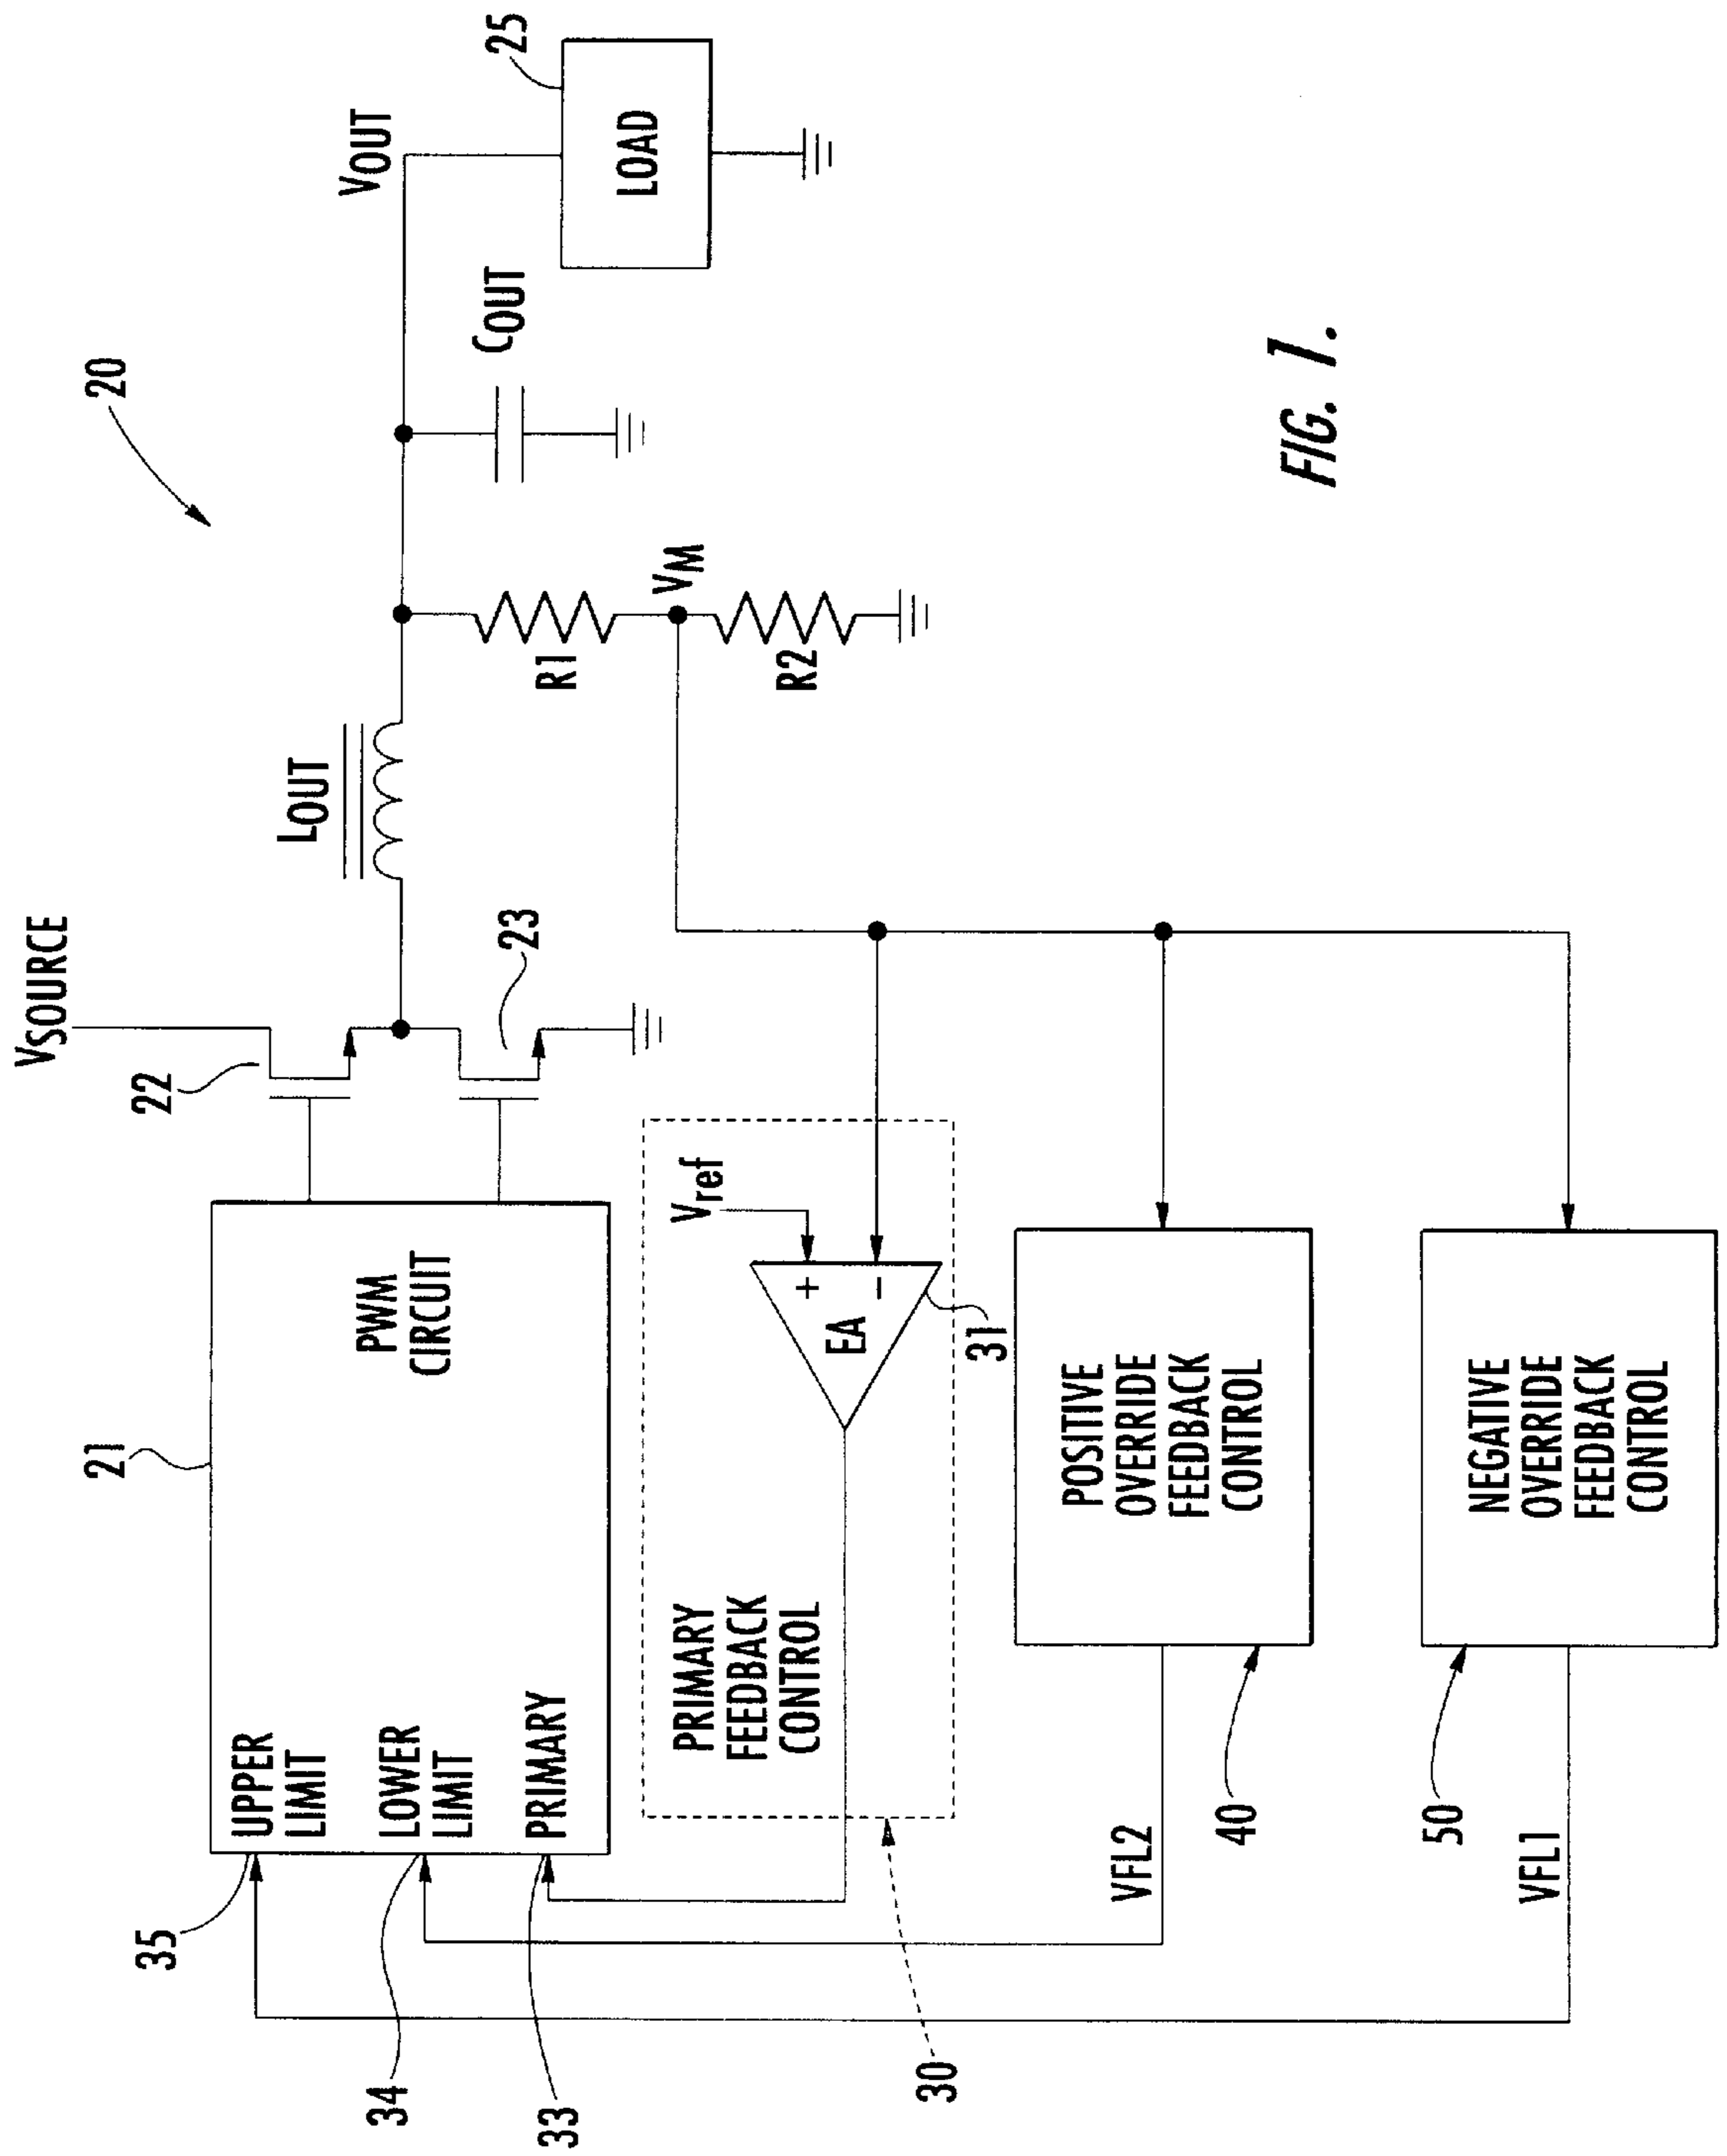 20
VSOURCE
22
23
LOUT
VOUT
COUT
25
LOAD
21
PWM
CIRCUIT
35
UPPER
LIMIT
34
LOWER
LIMIT
33
PRIMARY
R1
VM
R2
PRIMARY
FEEDBACK
CONTROL
Vref
+
−
EA
31
30
VFL2
POSITIVE
OVERRIDE
FEEDBACK
CONTROL
40
VFL1
NEGATIVE
OVERRIDE
FEEDBACK
CONTROL
50
FIG. 1.